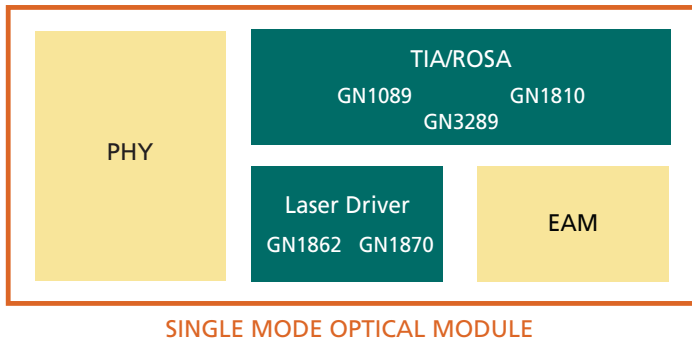 TIA/ROSA
GN1089 GN1810
GN3289
PHY
Laser Driver
GN1862 GN1870
EAM
SINGLE MODE OPTICAL MODULE